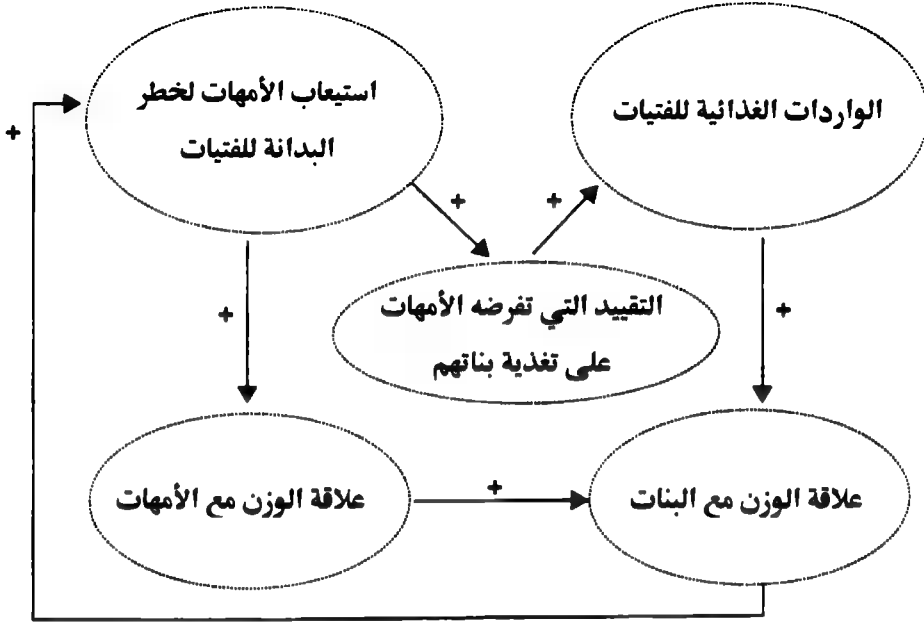 استيعاب الأمهات لخطر
البدانة للفتيات
الواردات الغذائية للفتيات
+
+
+
التقييد التي تفرضه الأمهات
على تغذية بناتهم
+
+
علاقة الوزن مع الأمهات
+
علاقة الوزن مع البنات